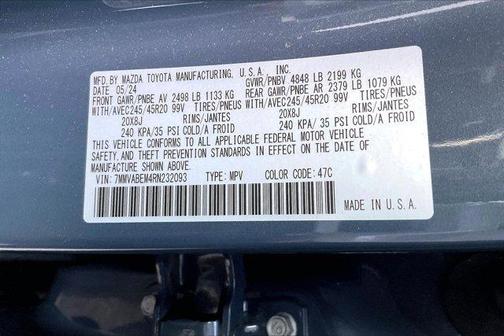 MFD. BY MAZDA TOYOTA MANUFACTURING, U.S.A., INC.
DATE 05/24 GVWR/PNBV 4848 LB 2199 KG
FRONT GAWR/PNBE AV 2498 LB 1133 KG REAR GAWR/PNBE AR 2379 LB 1079 KG
WITH/AVEC245/45R20 99V TIRES/PNEUS WITH/AVEC245/45R20 99V TIRES/PNEUS
20X8J RIMS/JANTES 20X8J RIMS/JANTES
240 KPA/ 35 PSI COLD/A FROID 240 KPA/ 35 PSI COLD/A FROID
THIS VEHICLE CONFORMS TO ALL APPLICABLE FEDERAL MOTOR VEHICLE
SAFETY AND BUMPER STANDARDS IN EFFECT ON THE DATE OF
MANUFACTURE SHOWN ABOVE.
VIN: 7MMVABEM4RN232093 TYPE: MPV COLOR CODE: 47C
MADE IN U.S.A.